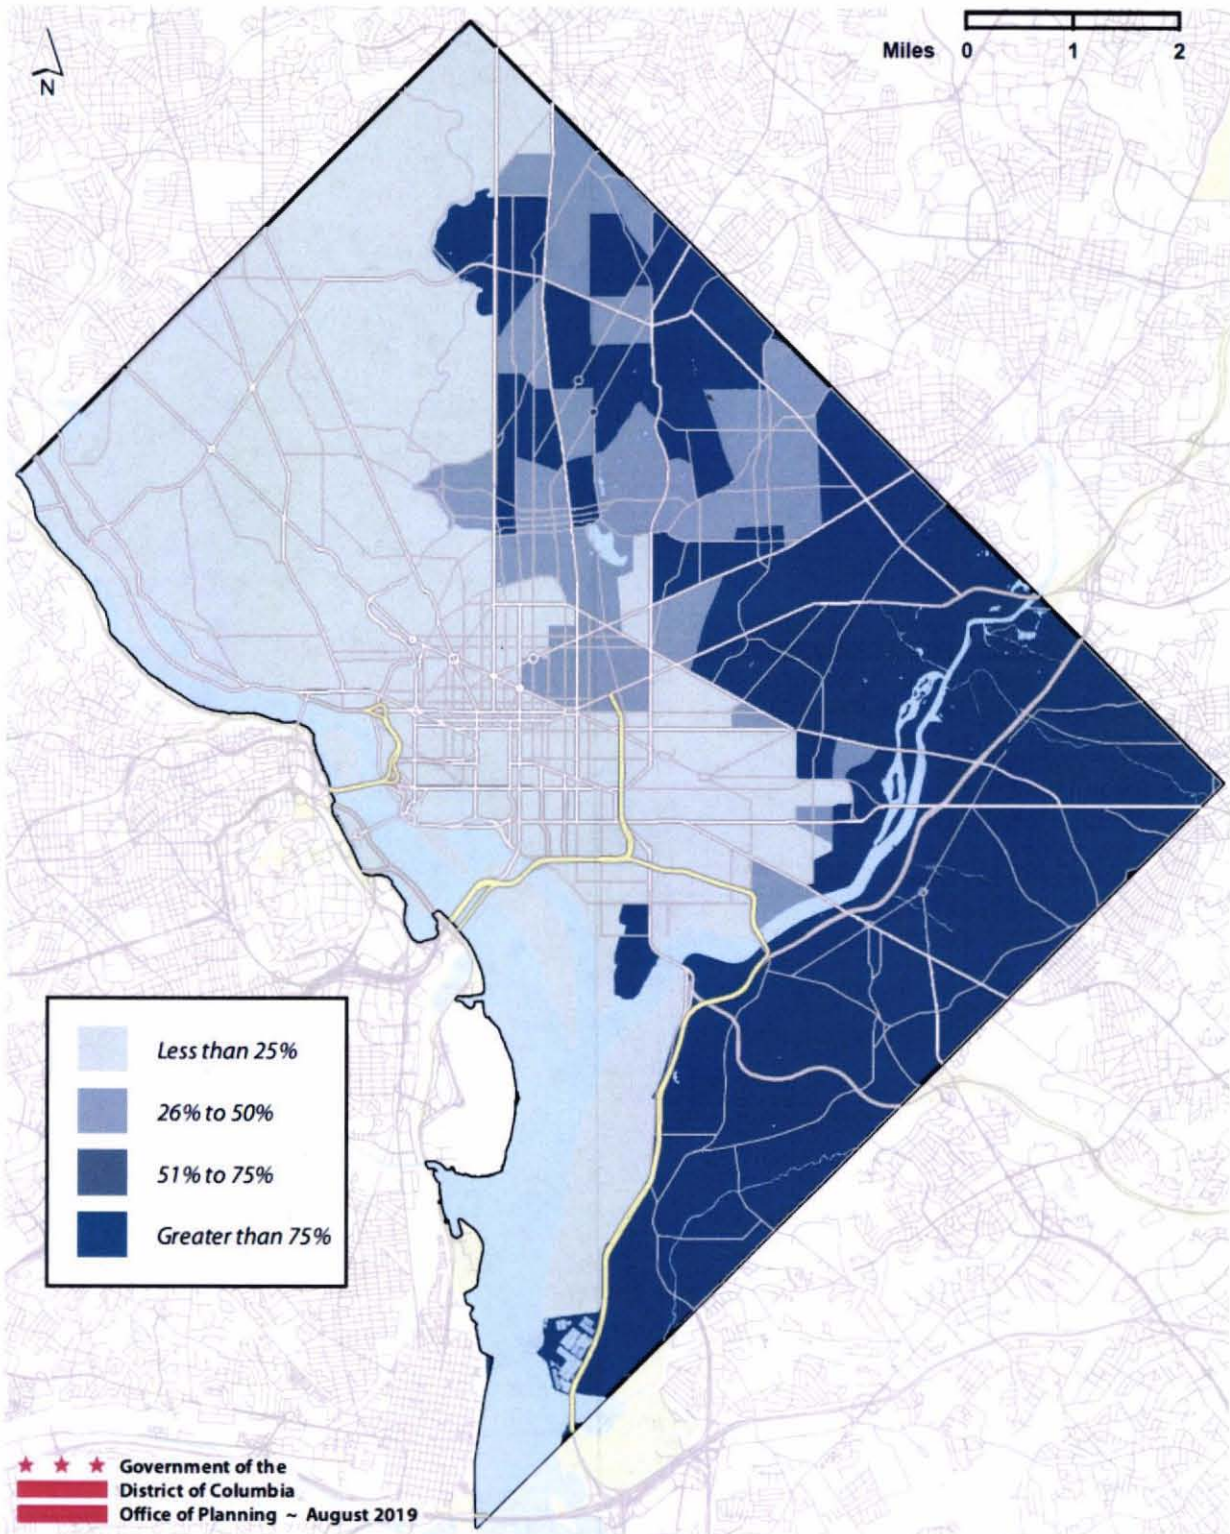 Miles 0 1 2
N
Less than 25%
26% to 50%
51% to 75%
Greater than 75%
Government of the
District of Columbia
Office of Planning ~ August 2019